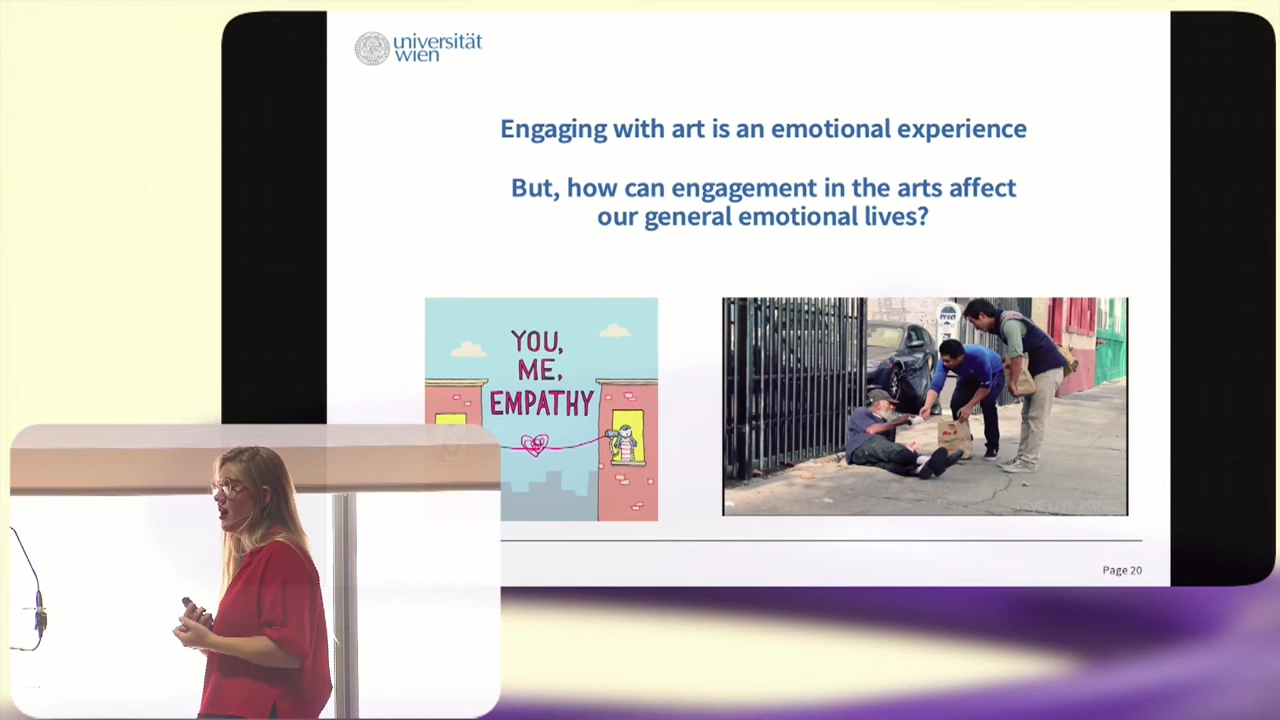 universität
wien
Engaging with art is an emotional experience
But, how can engagement in the arts affect
our general emotional lives?
YOU,
ME,
EMPATHY
Page 20